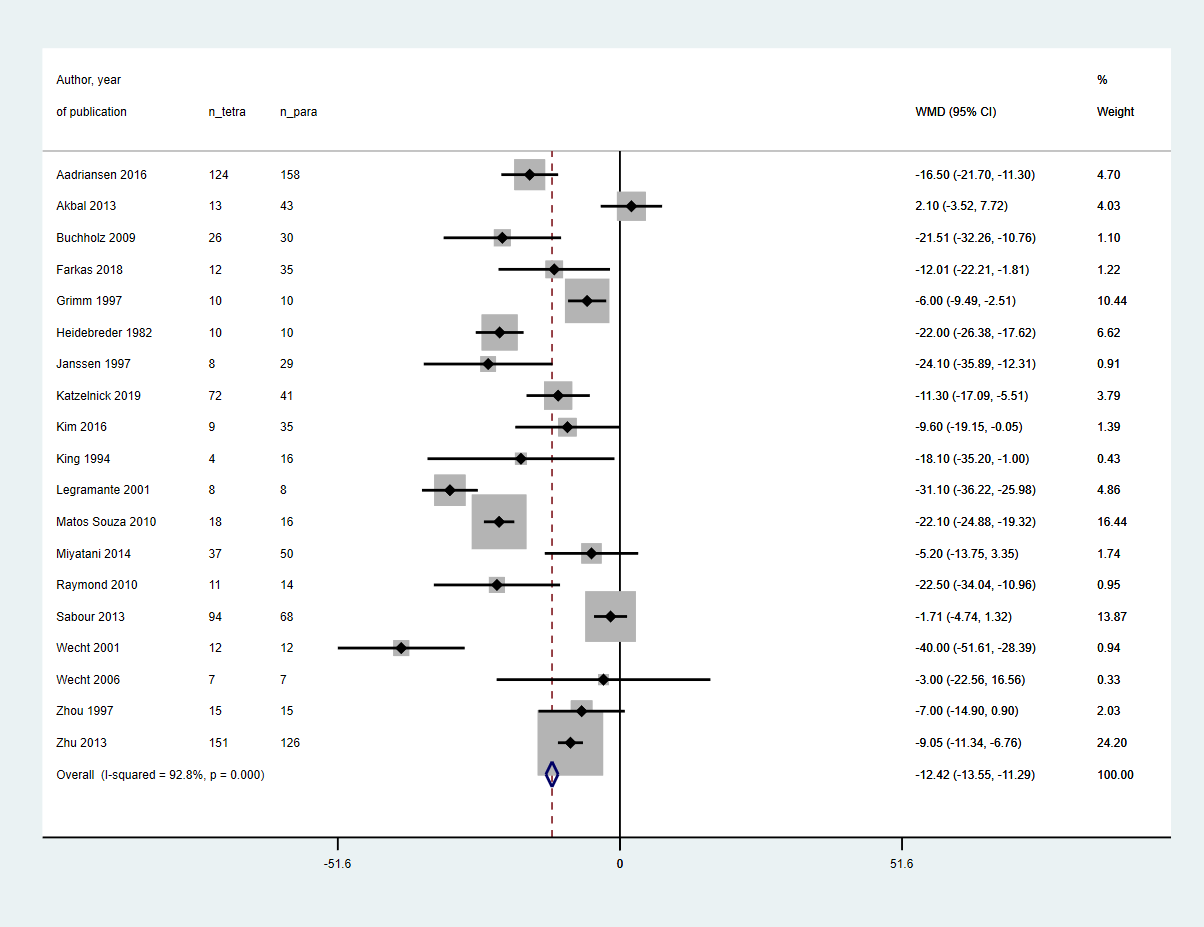 Author, year %
of publication n_tetra n_para WMD (95% CI) Weight
Aadriansen 2016 124 158 -16.50 (-21.70, -11.30) 4.70
Akbal 2013 13 43 2.10 (-3.52, 7.72) 4.03
Buchholz 2009 26 30 -21.51 (-32.26, -10.76) 1.10
Farkas 2018 12 35 -12.01 (-22.21, -1.81) 1.22
Grimm 1997 10 10 -6.00 (-9.49, -2.51) 10.44
Heidebreder 1982 10 10 -22.00 (-26.38, -17.62) 6.62
Janssen 1997 8 29 -24.10 (-35.89, -12.31) 0.91
Katzelnick 2019 72 41 -11.30 (-17.09, -5.51) 3.79
Kim 2016 9 35 -9.60 (-19.15, -0.05) 1.39
King 1994 4 16 -18.10 (-35.20, -1.00) 0.43
Legramante 2001 8 8 -31.10 (-36.22, -25.98) 4.86
Matos Souza 2010 18 16 -22.10 (-24.88, -19.32) 16.44
Miyatani 2014 37 50 -5.20 (-13.75, 3.35) 1.74
Raymond 2010 11 14 -22.50 (-34.04, -10.96) 0.95
Sabour 2013 94 68 -1.71 (-4.74, 1.32) 13.87
Wecht 2001 12 12 -40.00 (-51.61, -28.39) 0.94
Wecht 2006 7 7 -3.00 (-22.56, 16.56) 0.33
Zhou 1997 15 15 -7.00 (-14.90, 0.90) 2.03
Zhu 2013 151 126 -9.05 (-11.34, -6.76) 24.20
Overall (I-squared = 92.8%, p = 0.000) -12.42 (-13.55, -11.29) 100.00
-51.6 0 51.6